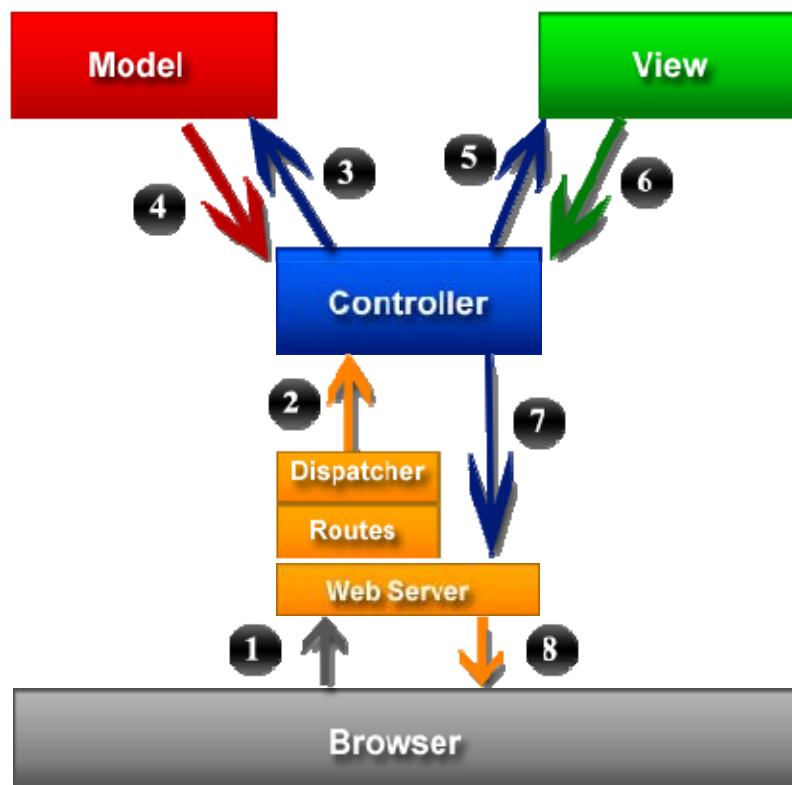 Model
View
4
3
5
6
Controller
2
7
Dispatcher
Routes
Web Server
1
8
Browser